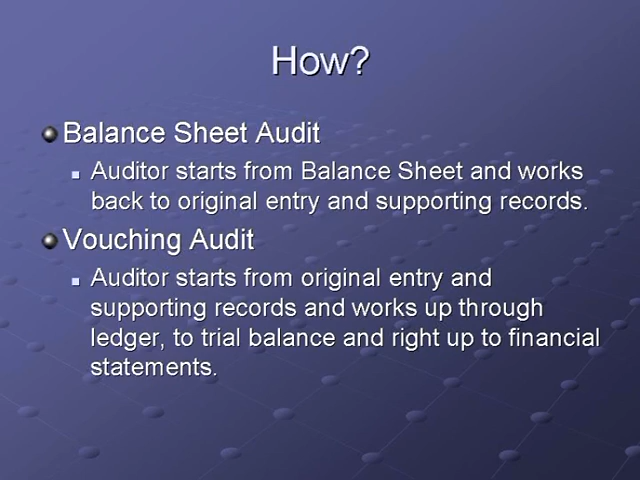 How?
Balance Sheet Audit
Auditor starts from Balance Sheet and works
back to original entry and supporting records.
Vouching Audit
Auditor starts from original entry and
supporting records and works up through
ledger, to trial balance and right up to financial
statements.